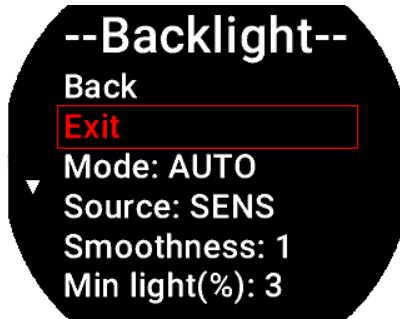 --Backlight--
Back
Exit
Mode: AUTO
Source: SENS
Smoothness: 1
Min light(%): 3